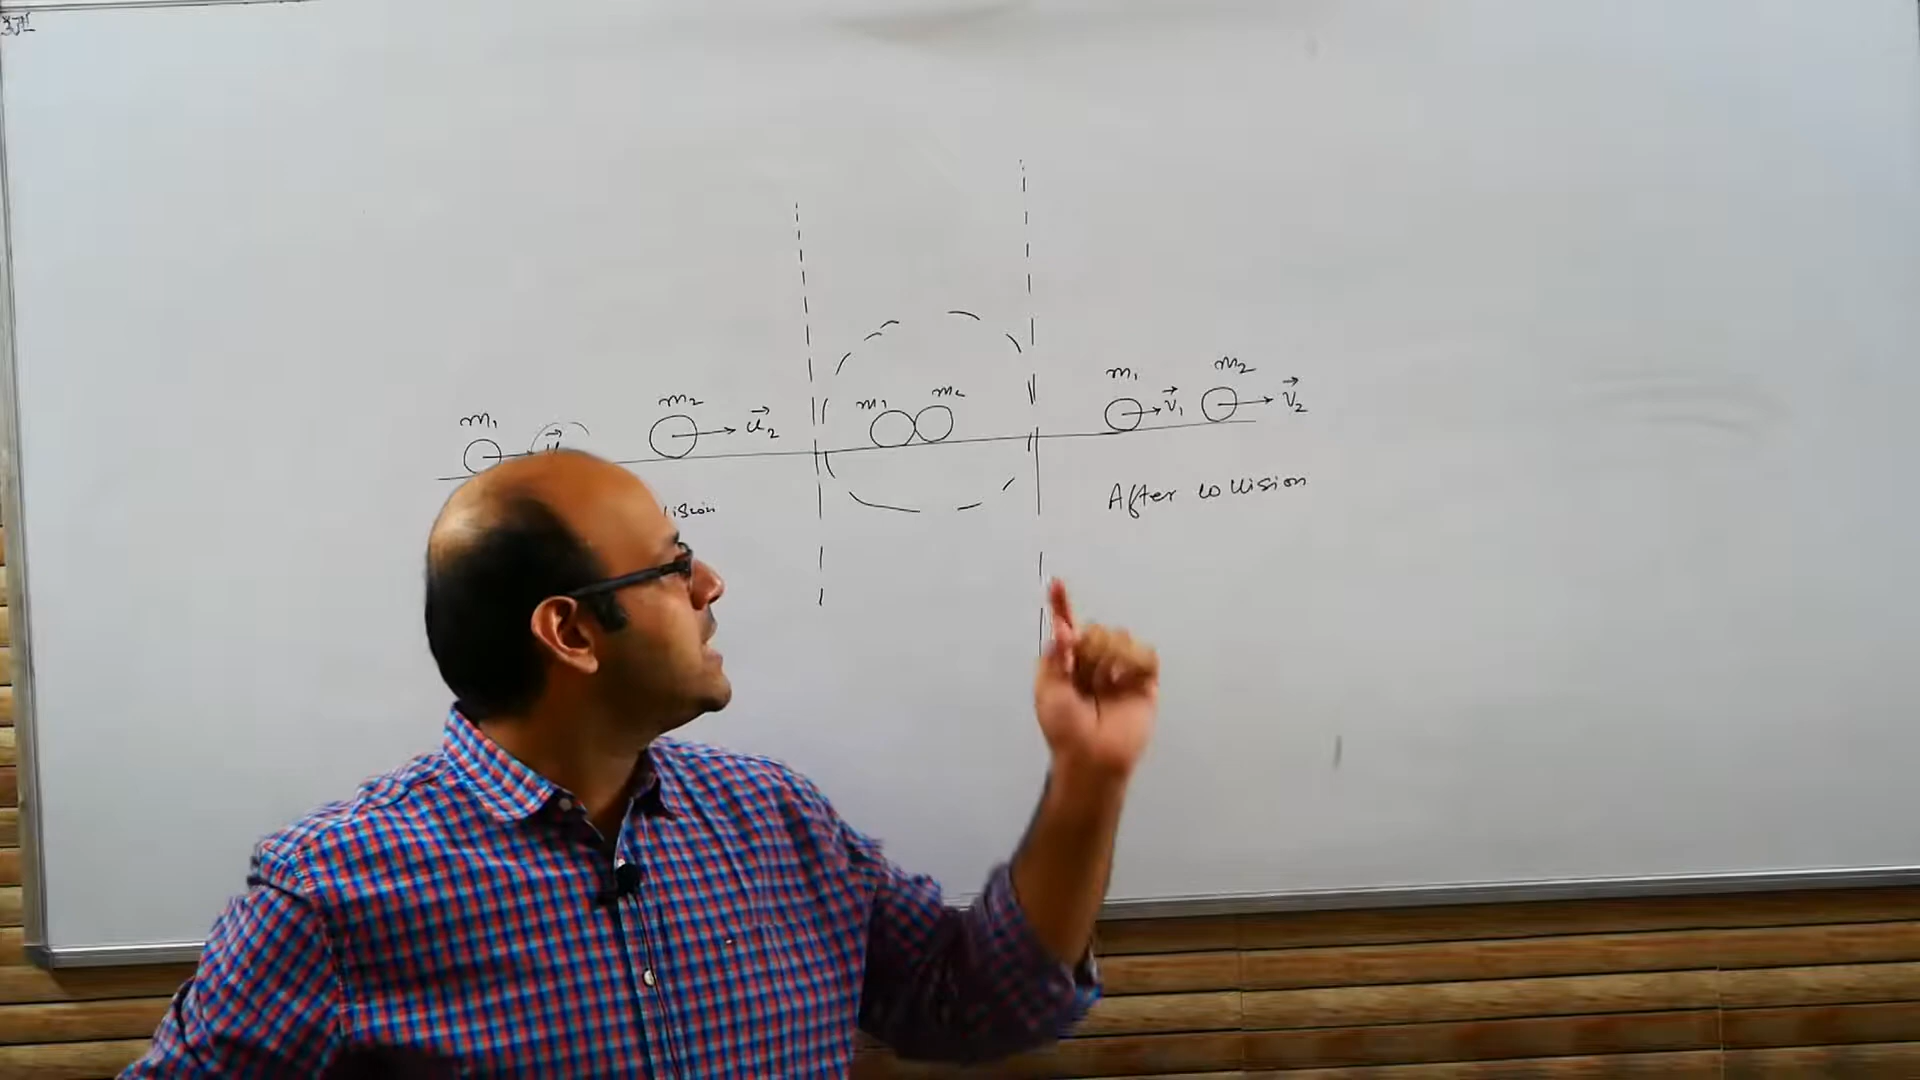 m₁ u⃗
m₂ u⃗₂
m₁ m₂
m₁ v⃗₁
m₂ v⃗₂
After collision